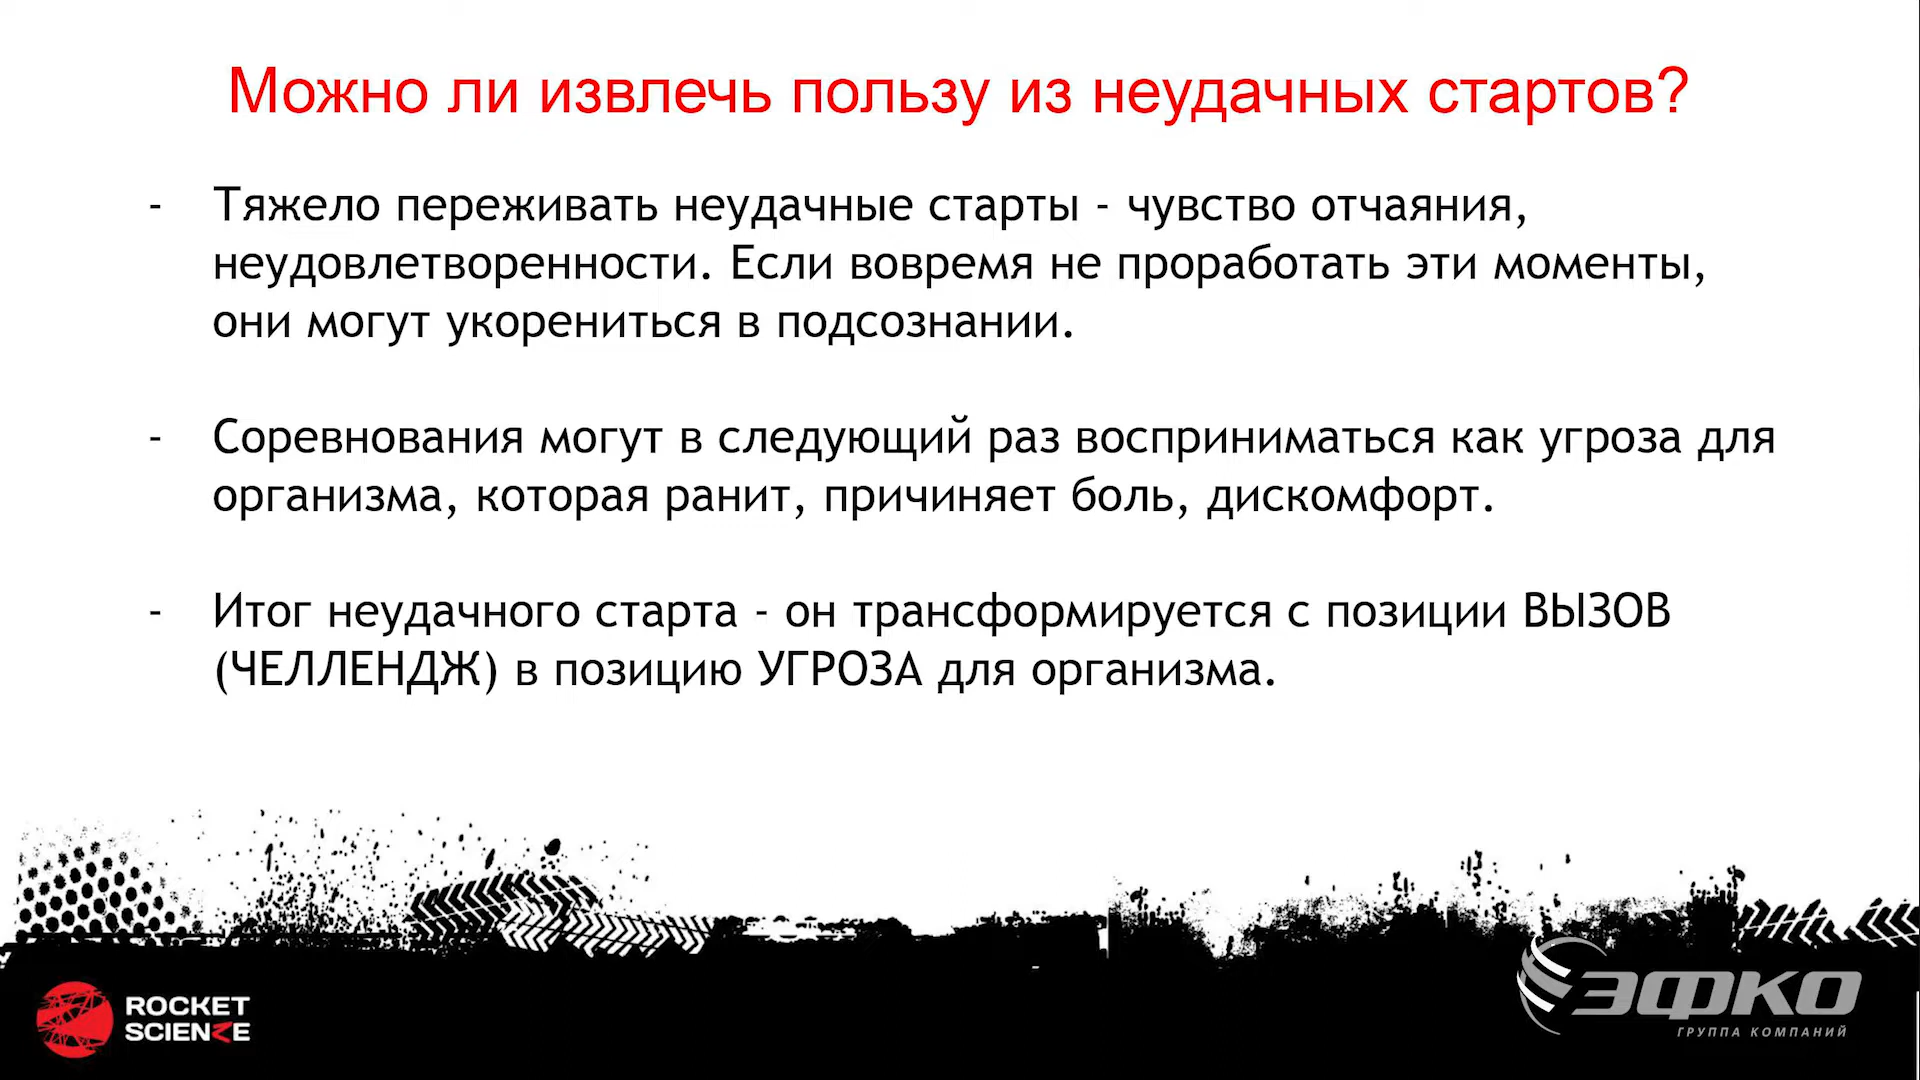 Можно ли извлечь пользу из неудачных стартов?
- Тяжело переживать неудачные старты - чувство отчаяния,
неудовлетворенности. Если вовремя не проработать эти моменты,
они могут укорениться в подсознании.
- Соревнования могут в следующий раз восприниматься как угроза для
организма, которая ранит, причиняет боль, дискомфорт.
- Итог неудачного старта - он трансформируется с позиции ВЫЗОВ
(ЧЕЛЛЕНДЖ) в позицию УГРОЗА для организма.
ROCKET
SCIENZE
ЭФКО
ГРУППА КОМПАНИЙ